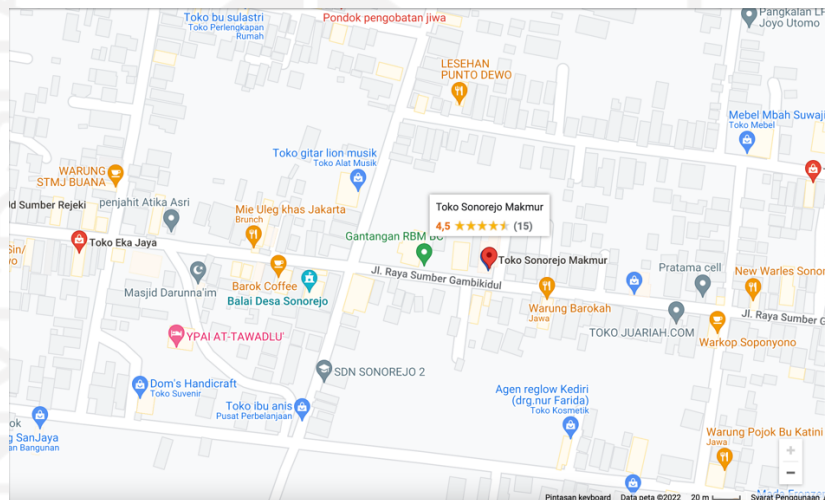 Toko bu sulastri
Toko Perlengkapan
Rumah
Pondok pengobatan jiwa
Pangkalan LP
Joyo Utomo
LESEHAN
PUNTO DEWO
Mebel Mbah Suwaji
Toko Mebel
Toko gitar lion musik
Toko Alat Musik
WARUNG
STMJ BUANA
Jd Sumber Rejeki
penjahit Atika Asri
Toko Sonorejo Makmur
4,5 (15)
Mie Uleg khas Jakarta
Brunch
Gantangan RBM
Toko Eka Jaya
Toko Sonorejo Makmur
Jl. Raya Sumber Gambikidul
Pratama cell
New Warles Sonor
Masjid Darunna'im
Barok Coffee
Balai Desa Sonorejo
Warung Barokah
Jawa
Jl. Raya Sumber G
TOKO JUARIAH.COM
Warkop Soponyono
YPAI AT-TAWADLU'
SDN SONOREJO 2
Dom's Handicraft
Toko Suvenir
Agen reglow Kediri
(drg.nur Farida)
Toko Kosmetik
Toko ibu anis
Pusat Perbelanjaan
ok
g SanJaya
an Bangunan
Warung Pojok Bu Katini
Jawa
Pintasan keyboard Data peta ©2022 20 m Syarat Penggunaan